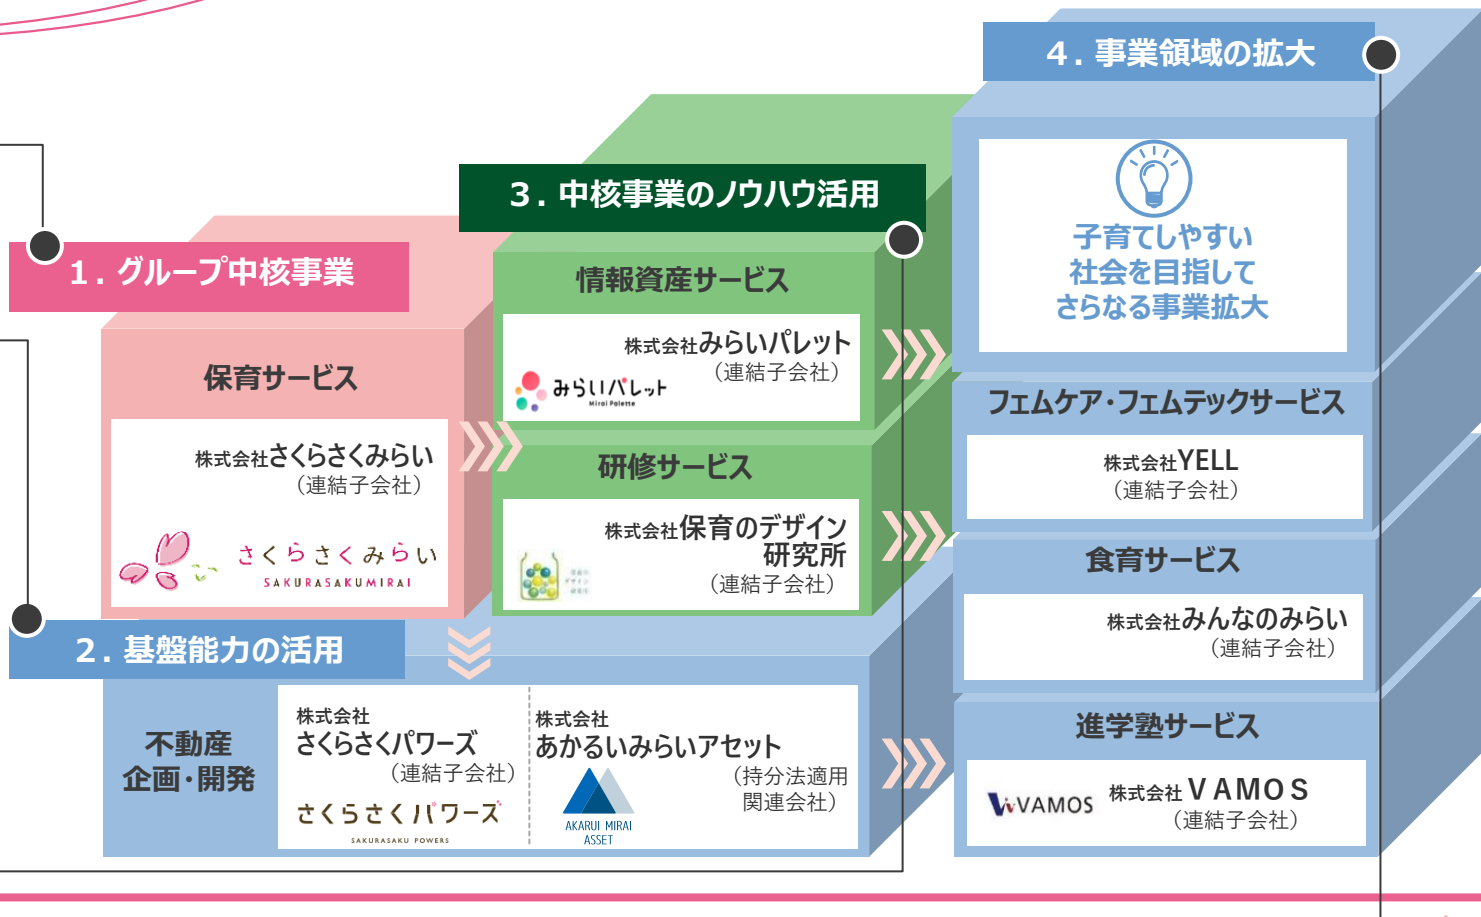 1. グループ中核事業
保育サービス
株式会社さくらさくみらい
（連結子会社）
さくらさくみらい
SAKURASAKUMIRAI
2. 基盤能力の活用
不動産
企画・開発
株式会社
さくらさくパワーズ
（連結子会社）
さくらさくパワーズ
SAKURASAKU POWERS
株式会社
あかるいみらいアセット
（持分法適用
関連会社）
AKARUI MIRAI
ASSET
3. 中核事業のノウハウ活用
情報資産サービス
株式会社みらいパレット
（連結子会社）
みらいパレット
Mirai Palette
研修サービス
株式会社保育のデザイン
研究所
（連結子会社）
4. 事業領域の拡大
子育てしやすい
社会を目指して
さらなる事業拡大
フェムケア・フェムテックサービス
株式会社YELL
（連結子会社）
食育サービス
株式会社みんなのみらい
（連結子会社）
進学塾サービス
VAMOS
株式会社ＶＡＭＯＳ
（連結子会社）